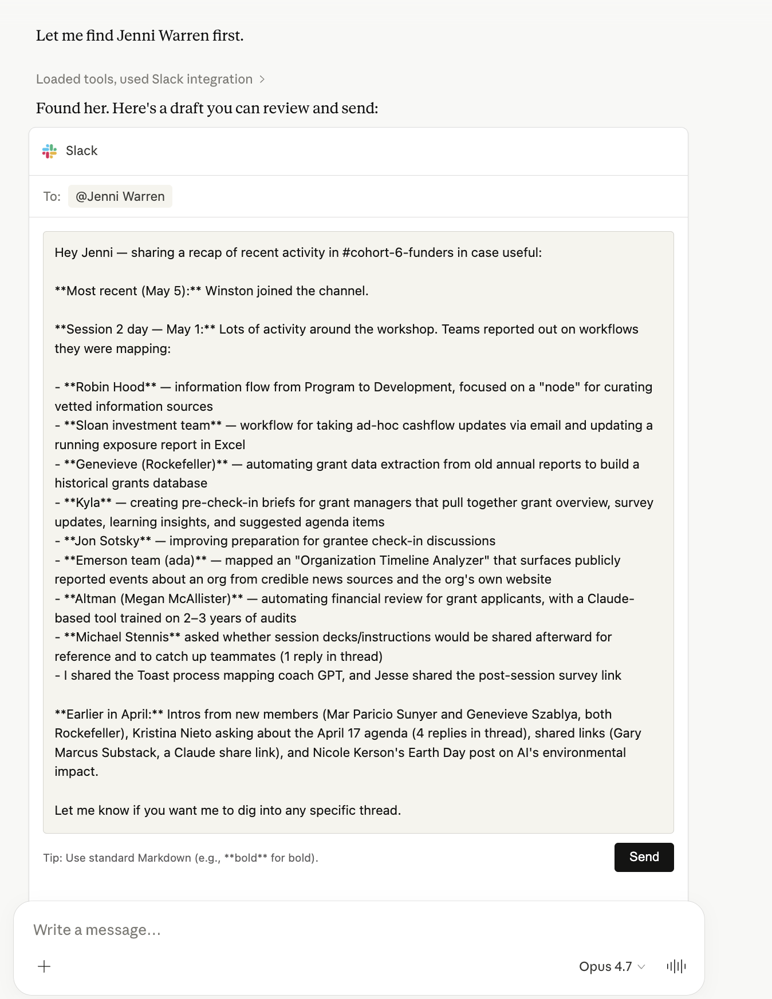 Let me find Jenni Warren first.
Loaded tools, used Slack integration >
Found her. Here's a draft you can review and send:
Slack
To: @Jenni Warren
Hey Jenni — sharing a recap of recent activity in #cohort-6-funders in case useful:
**Most recent (May 5):** Winston joined the channel.
**Session 2 day — May 1:** Lots of activity around the workshop. Teams reported out on workflows
they were mapping:
- **Robin Hood** — information flow from Program to Development, focused on a "node" for curating
vetted information sources
- **Sloan investment team** — workflow for taking ad-hoc cashflow updates via email and updating a
running exposure report in Excel
- **Genevieve (Rockefeller)** — automating grant data extraction from old annual reports to build a
historical grants database
- **Kyla** — creating pre-check-in briefs for grant managers that pull together grant overview, survey
updates, learning insights, and suggested agenda items
- **Jon Sotsky** — improving preparation for grantee check-in discussions
- **Emerson team (ada)** — mapped an "Organization Timeline Analyzer" that surfaces publicly
reported events about an org from credible news sources and the org's own website
- **Altman (Megan McAllister)** — automating financial review for grant applicants, with a Claude-
based tool trained on 2–3 years of audits
- **Michael Stennis** asked whether session decks/instructions would be shared afterward for
reference and to catch up teammates (1 reply in thread)
- I shared the Toast process mapping coach GPT, and Jesse shared the post-session survey link
**Earlier in April:** Intros from new members (Mar Paricio Sunyer and Genevieve Szablya, both
Rockefeller), Kristina Nieto asking about the April 17 agenda (4 replies in thread), shared links (Gary
Marcus Substack, a Claude share link), and Nicole Kerson's Earth Day post on AI's environmental
impact.
Let me know if you want me to dig into any specific thread.
Tip: Use standard Markdown (e.g., **bold** for bold).
Send
Write a message...
Opus 4.7